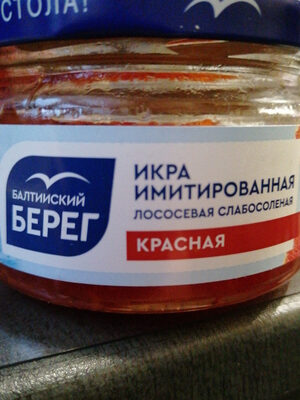 СТОЛА!
БАЛТИЙСКИЙ
БЕРЕГ
ИКРА
ИМИТИРОВАННАЯ
ЛОСОСЕВАЯ СЛАБОСОЛЕНАЯ
КРАСНАЯ